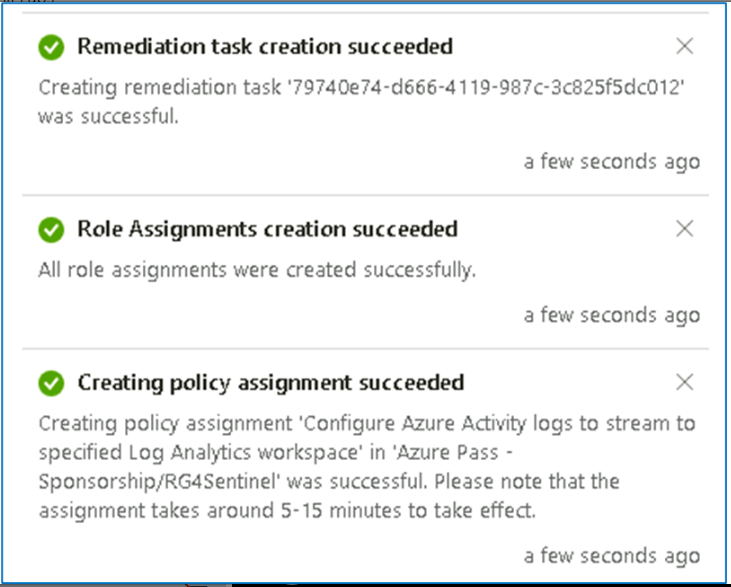 Remediation task creation succeeded
Creating remediation task '79740e74-d666-4119-987c-3c825f5dc012'
was successful.
a few seconds ago
Role Assignments creation succeeded
All role assignments were created successfully.
a few seconds ago
Creating policy assignment succeeded
Creating policy assignment 'Configure Azure Activity logs to stream to
specified Log Analytics workspace' in 'Azure Pass -
Sponsorship/RG4Sentinel' was successful. Please note that the
assignment takes around 5-15 minutes to take effect.
a few seconds ago